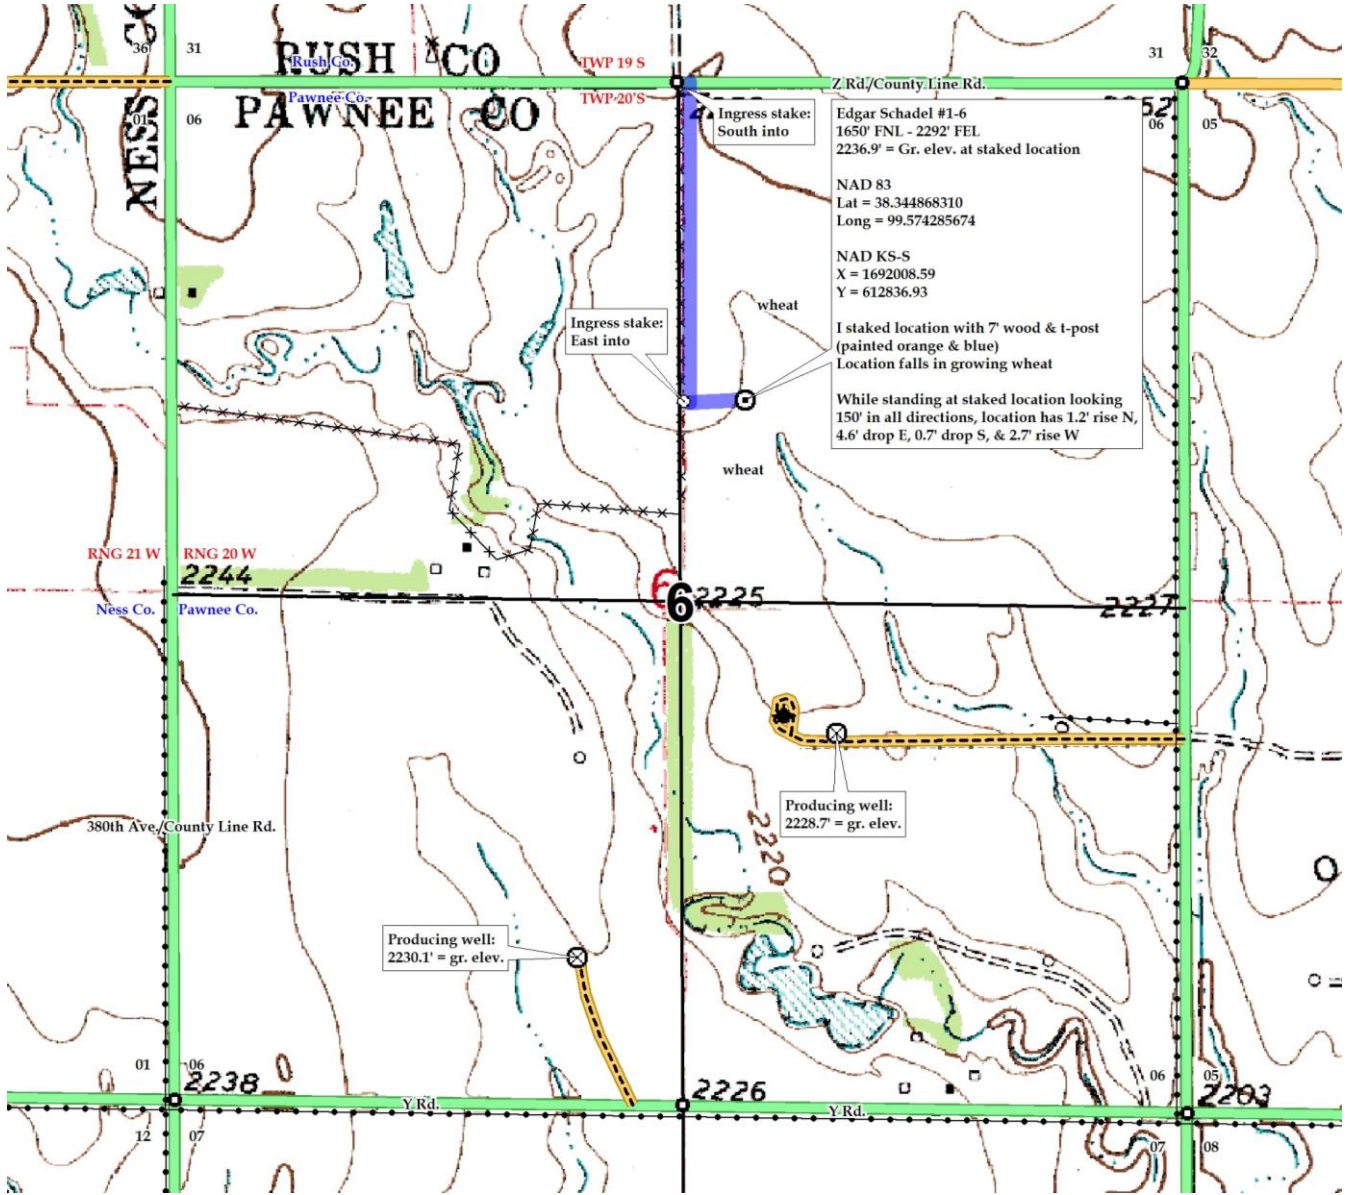 36
31
RUSH CO
Rush Co.
TWP 19 S
31
32
Z Rd./County Line Rd.
NESS CO
Pawnee Co.
TWP 20'S
PAWNEE CO
01
06
06
05
Ingress stake:
South into
Edgar Schadel #1-6
1650' FNL - 2292' FEL
2236.9' = Gr. elev. at staked location
NAD 83
Lat = 38.344868310
Long = 99.574285674
NAD KS-S
X = 1692008.59
Y = 612836.93
I staked location with 7' wood & t-post
(painted orange & blue)
Location falls in growing wheat
While standing at staked location looking
150' in all directions, location has 1.2' rise N,
4.6' drop E, 0.7' drop S, & 2.7' rise W
wheat
Ingress stake:
East into
wheat
RNG 21 W
RNG 20 W
2244
Ness Co.
Pawnee Co.
6
2225
2227
Producing well:
2228.7' = gr. elev.
2220
380th Ave./County Line Rd.
Producing well:
2230.1' = gr. elev.
01
06
2238
Y Rd.
2226
Y Rd.
06
05
2203
12
07
07
08